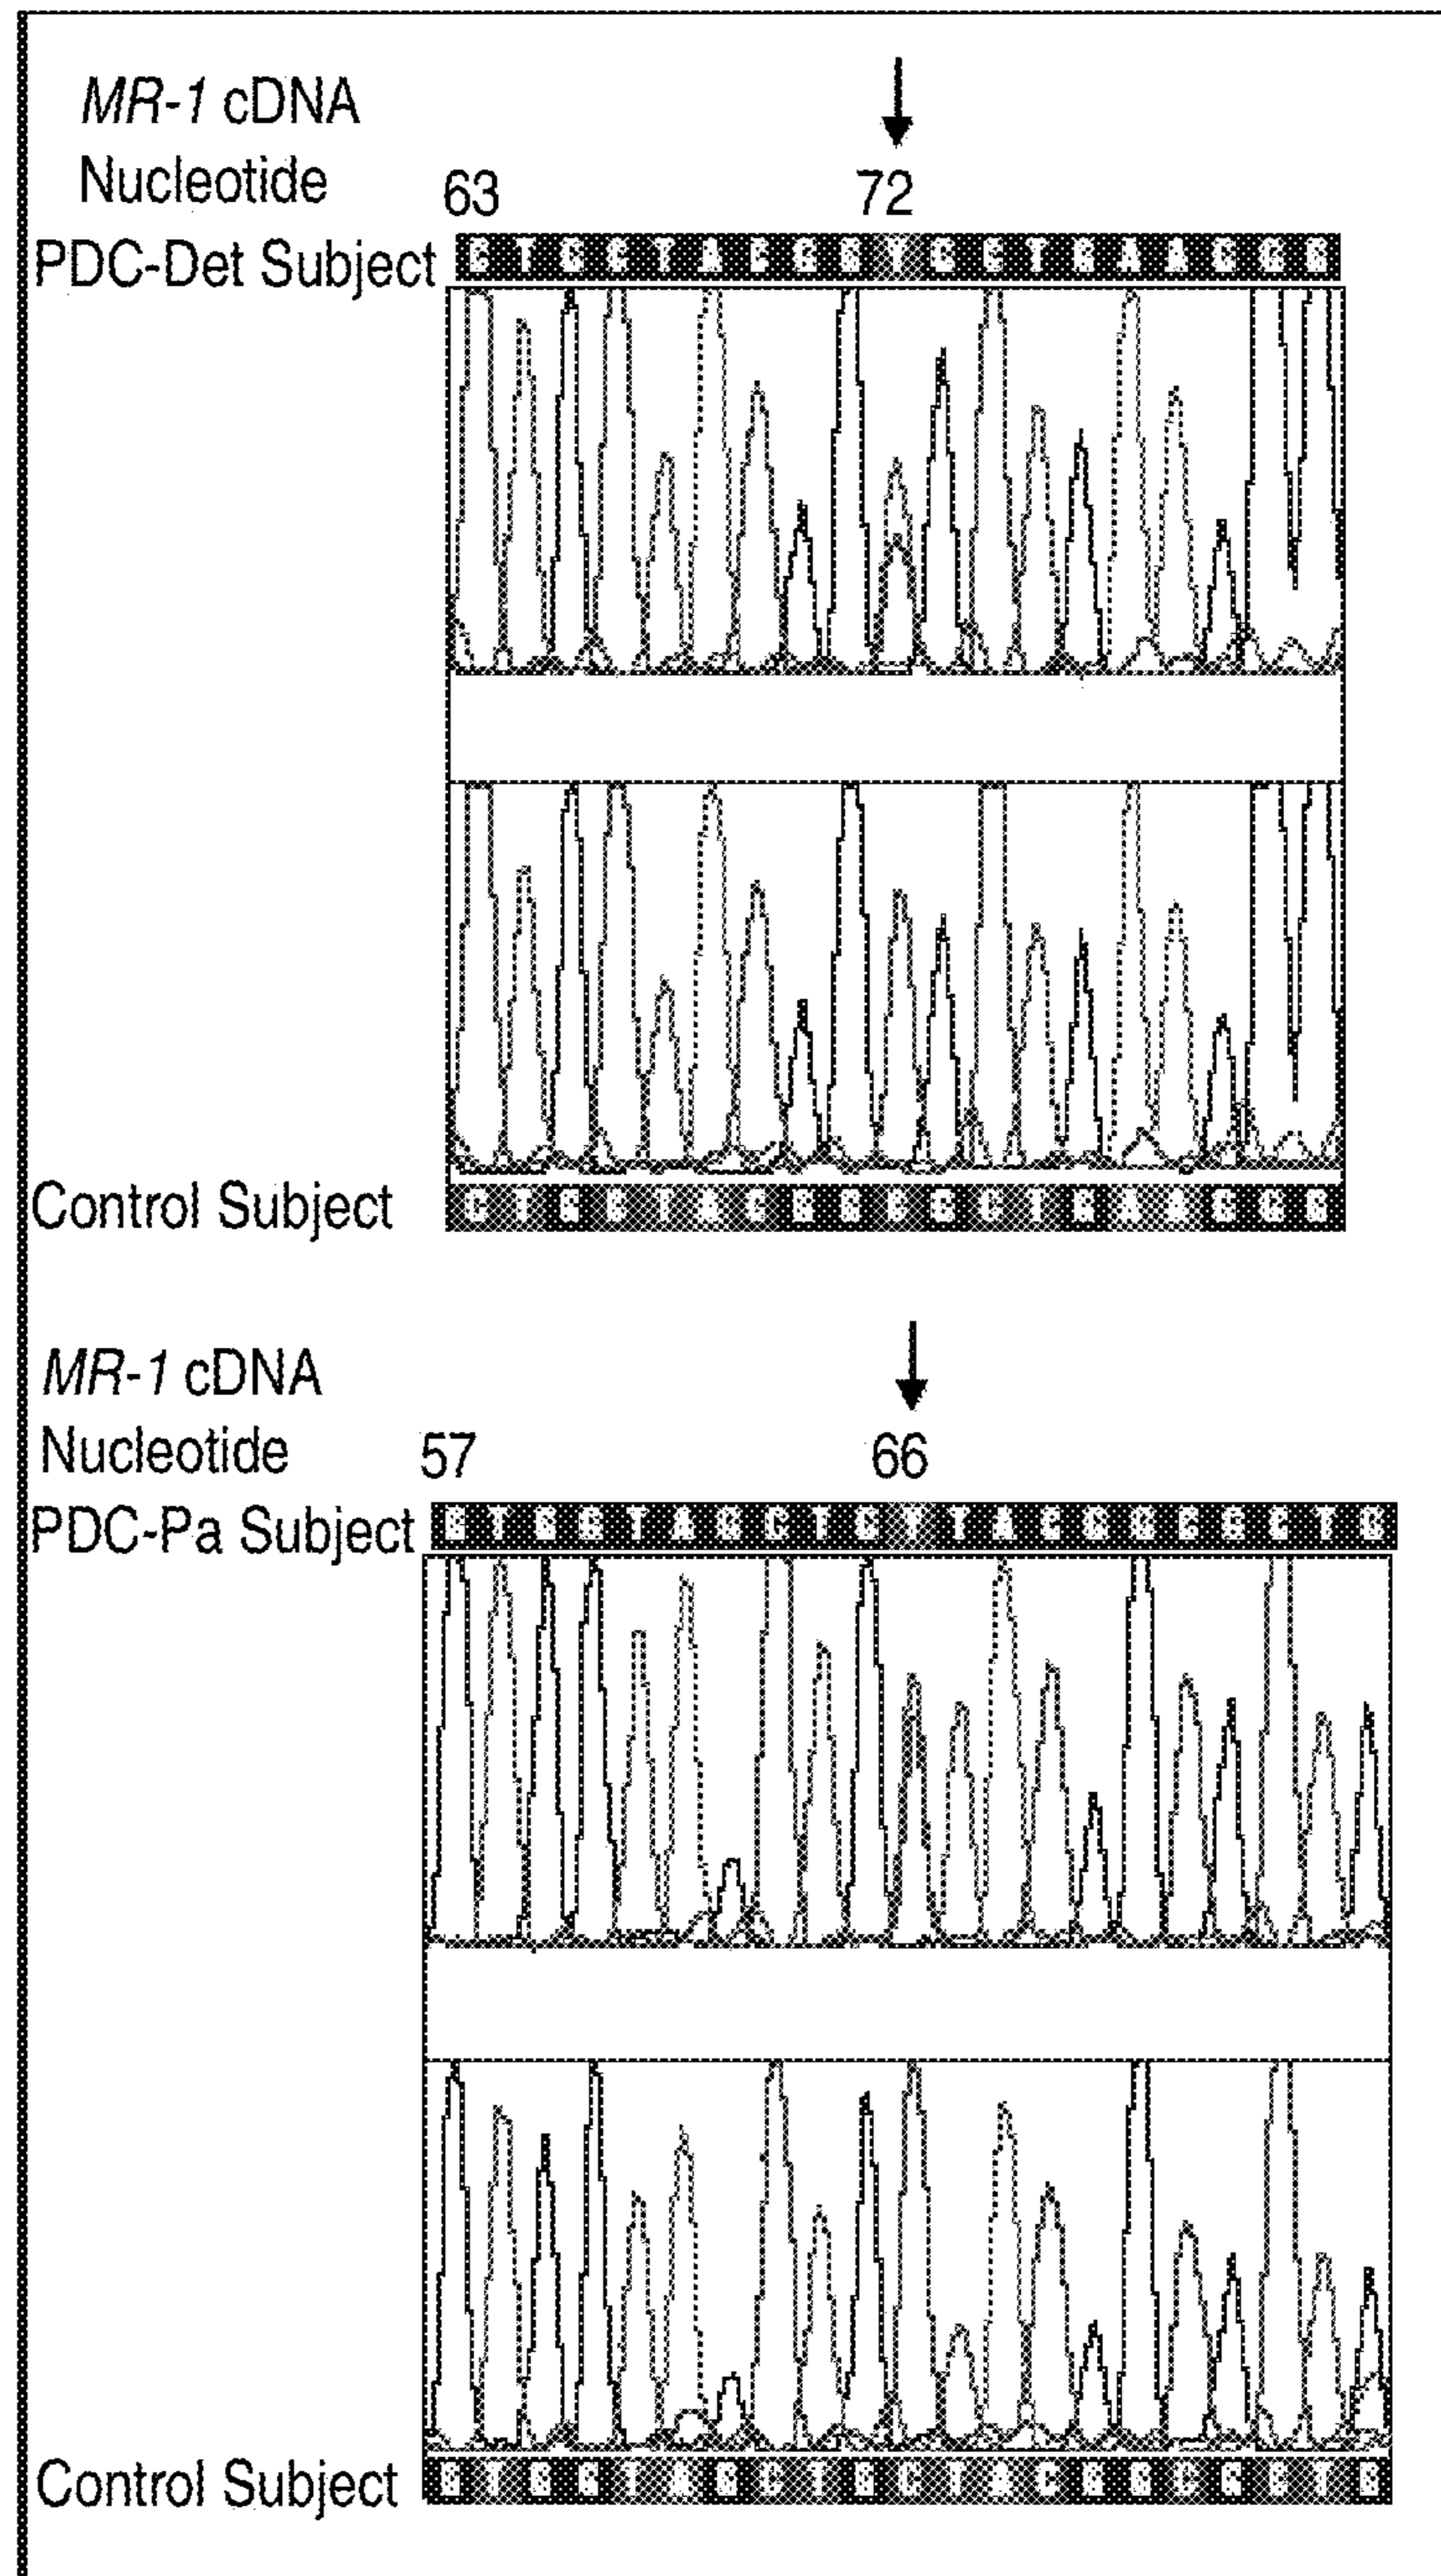 MR-1 cDNA
Nucleotide 63 72
PDC-Det Subject C T G C T A C G G Y G C T G A A G G G
Control Subject C T G C T A C G G C G C T G A A G G G
MR-1 cDNA
Nucleotide 57 66
PDC-Pa Subject G T G G T A G C T G Y T A C G G C G C T G
Control Subject G T G G T A G C T G C T A C G G C G C T G